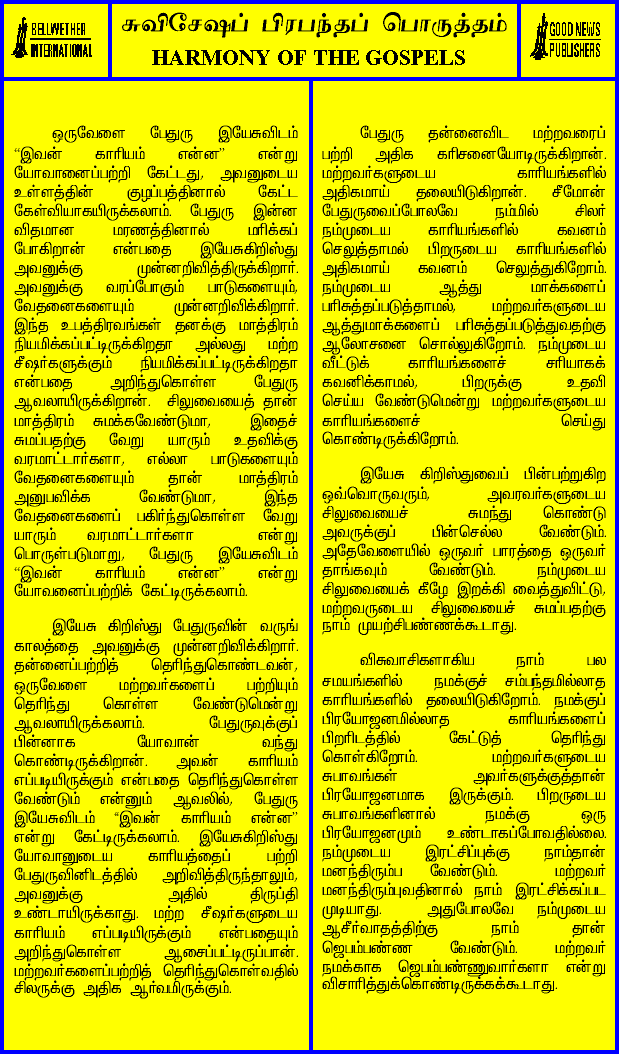 BELLWETHER
INTERNATIONAL
சுவிசேஷப் பிரபந்தப் பொருத்தம்
HARMONY OF THE GOSPELS
GOOD NEWS
PUBLISHERS
ஒருவேளை பேதுரு இயேசுவிடம்
“இவன் காரியம் என்ன” என்று
யோவானைப்பற்றி கேட்டது, அவனுடைய
உள்ளத்தின் குழப்பத்தினால் கேட்ட
கேள்வியாகயிருக்கலாம். பேதுரு இன்ன
விதமான மாரணத்தினால் மரிக்கப்
போகிறான் என்பதை இயேசுகிறிஸ்து
அவனுக்கு முன்னறிவித்திருக்கிறார்.
அவனுக்கு வரப்போகும் பாடுகளையும்,
வேதனைகளையும் முன்னறிவிக்கிறார்.
இந்த உபத்திரவங்கள் தனக்கு மாத்திரம்
நியமிக்கப்பட்டிருக்கிறதா அல்லது மற்ற
சீஷர்களுக்கும் நியமிக்கப்பட்டிருக்கிறதா
என்பதை அறிந்துகொள்ள பேதுரு
ஆவலாயிருக்கிறான். சிலுவையைத் தான்
மாத்திரம் சுமக்கவேண்டுமா, இதைச்
சுமப்பதற்கு வேறு யாரும் உதவிக்கு
வரமாட்டார்களா, எல்லா பாடுகளையும்
வேதனைகளையும் தான் மாத்திரம்
அனுபவிக்க வேண்டுமா, இந்த
வேதனைகளைப் பகிர்ந்துகொள்ள வேறு
யாரும் வரமாட்டார்களா என்று
பொருள்படுமாறு, பேதுரு இயேசுவிடம்
“இவன் காரியம் என்ன” என்று
யோவனைப்பற்றிக் கேட்டிருக்கலாம்.
இயேசு கிறிஸ்து பேதுருவின் வருங்
காலத்தை அவனுக்கு முன்னறிவிக்கிறார்.
தன்னைப்பற்றித் தெரிந்துகொண்டவன்,
ஒருவேளை மற்றவர்களைப் பற்றியும்
தெரிந்து கொள்ள வேண்டுமென்று
ஆவலாயிருக்கலாம். பேதுருவுக்குப்
பின்னாக யோவான் வந்து
கொண்டிருக்கிறான். அவன் காரியம்
எப்படியிருக்கும் என்பதை தெரிந்துகொள்ள
வேண்டும் என்னும் ஆவலில், பேதுரு
இயேசுவிடம் “இவன் காரியம் என்ன”
என்று கேட்டிருக்கலாம். இயேசுகிறிஸ்து
யோவானுடைய காரியத்தைப் பற்றி
பேதுருவினிடத்தில் அறிவித்திருந்தாலும்,
அவனுக்கு அதில் திருப்தி
உண்டாயிருக்காது. மற்ற சீஷர்களுடைய
காரியம் எப்படியிருக்கும் என்பதையும்
அறிந்துகொள்ள ஆசைப்பட்டிருப்பான்.
மற்றவர்களைப்பற்றித் தெரிந்துகொள்வதில்
சிலருக்கு அதிக ஆர்வமிருக்கும்.
பேதுரு தன்னைவிட மற்றவரைப்
பற்றி அதிக கரிசனையோடிருக்கிறான்.
மற்றவர்களுடைய காரியங்களில்
அதிகமாய் தலையிடுகிறான். சீமோன்
பேதுருவைப்போலவே நம்மில் சிலர்
நம்முடைய காரியங்களில் கவனம்
செலுத்தாமல் பிறருடைய காரியங்களில்
அதிகமாய் கவனம் செலுத்துகிறோம்.
நம்முடைய ஆத்து மாக்களைப்
பரிசுத்தப்படுத்தாமல், மற்றவர்களுடைய
ஆத்துமாக்களைப் பரிசுத்தப்படுத்துவதற்கு
ஆலோசனை சொல்லுகிறோம். நம்முடைய
வீட்டுக் காரியங்களைச் சரியாகக்
கவனிக்காமல், பிறருக்கு உதவி
செய்ய வேண்டுமென்று மற்றவர்களுடைய
காரியங்களைச் செய்து
கொண்டிருக்கிறோம்.
இயேசு கிறிஸ்துவைப் பின்பற்றுகிற
ஒவ்வொருவரும், அவரவர்களுடைய
சிலுவையைச் சுமந்து கொண்டு
அவருக்குப் பின்செல்ல வேண்டும்.
அதேவேளையில் ஒருவர் பாரத்தை ஒருவர்
தாங்கவும் வேண்டும். நம்முடைய
சிலுவையைக் கீழே இறக்கி வைத்துவிட்டு,
மற்றவருடைய சிலுவையைச் சுமப்பதற்கு
நாம் முயற்சிபண்ணக்கூடாது.
விசுவாசிகளாகிய நாம் பல
சமயங்களில் நமக்குச் சம்பந்தமில்லாத
காரியங்களில் தலையிடுகிறோம். நமக்குப்
பிரயோஜனமில்லாத காரியங்களைப்
பிறரிடத்தில் கேட்டுத் தெரிந்து
கொள்கிறோம். மற்றவர்களுடைய
சுபாவங்கள் அவர்களுக்குத்தான்
பிரயோஜனமாக இருக்கும். பிறருடைய
சுபாவங்களினால் நமக்கு ஒரு
பிரயோஜனமும் உண்டாகப்போவதில்லை.
நம்முடைய இரட்சிப்புக்கு நாம்தான்
மனந்திரும்ப வேண்டும். மற்றவர்
மனந்திரும்புவதினால் நாம் இரட்சிக்கப்பட
முடியாது. அதுபோலவே நம்முடைய
ஆசீர்வாதத்திற்கு நாம் தான்
ஜெபம்பண்ண வேண்டும். மற்றவர்
நமக்காக ஜெபம்பண்ணுவார்களா என்று
விசாரித்துக்கொண்டிருக்கக்கூடாது.